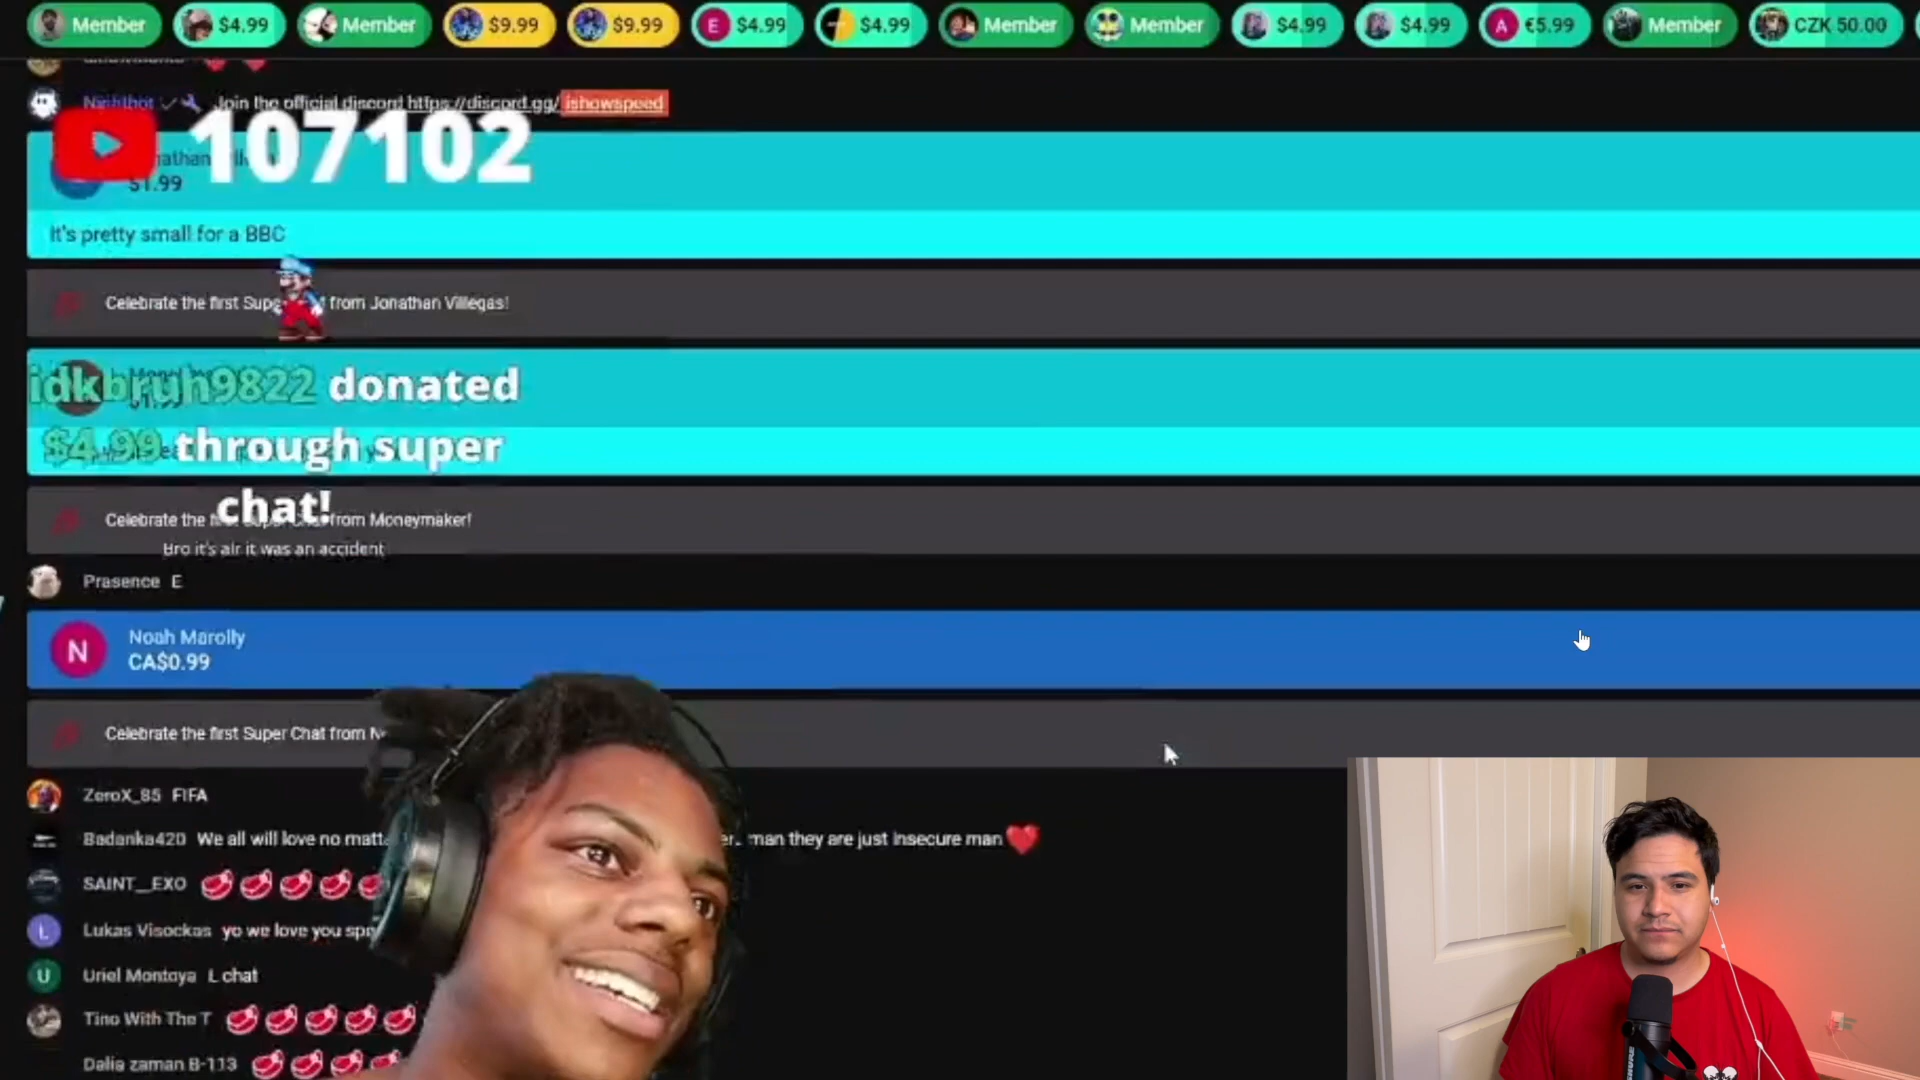 Member $4.99 Member $9.99 $9.99 E $4.99 $4.99 Member Member $4.99 $4.99 A €5.99 Member CZK 50.00
Nightbot Join the official discord https://discord.gg/ishowspeed
107102
$1.99
It's pretty small for a BBC
Celebrate the first Super from Jonathan Villegas!
idkbruh9822 donated
$4.99 through super
chat!
Celebrate the from Moneymaker!
Bro it's alr it was an accident
Prasence E
N Noah Marolly
CA$0.99
Celebrate the first Super Chat from
ZeroX_85 FIFA
Badanka420 We all will love no man they are just insecure man
SAINT__EXO
L Lukas Visockas yo we love you
U Uriel Montoya L chat
Tino With The T
Dalia zaman B-113